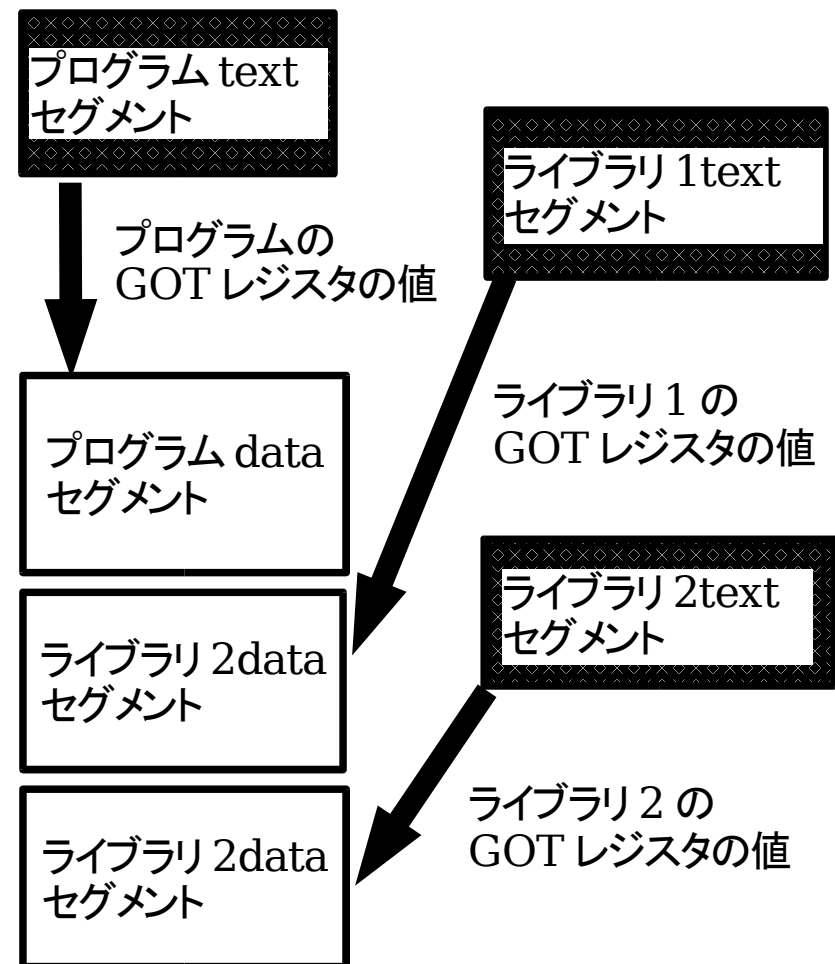 プログラム text
セグメント
ライブラリ 1text
セグメント
プログラムの
GOT レジスタの値
ライブラリ 1 の
GOT レジスタの値
プログラム data
セグメント
ライブラリ 2text
セグメント
ライブラリ 2data
セグメント
ライブラリ 2 の
GOT レジスタの値
ライブラリ 2data
セグメント